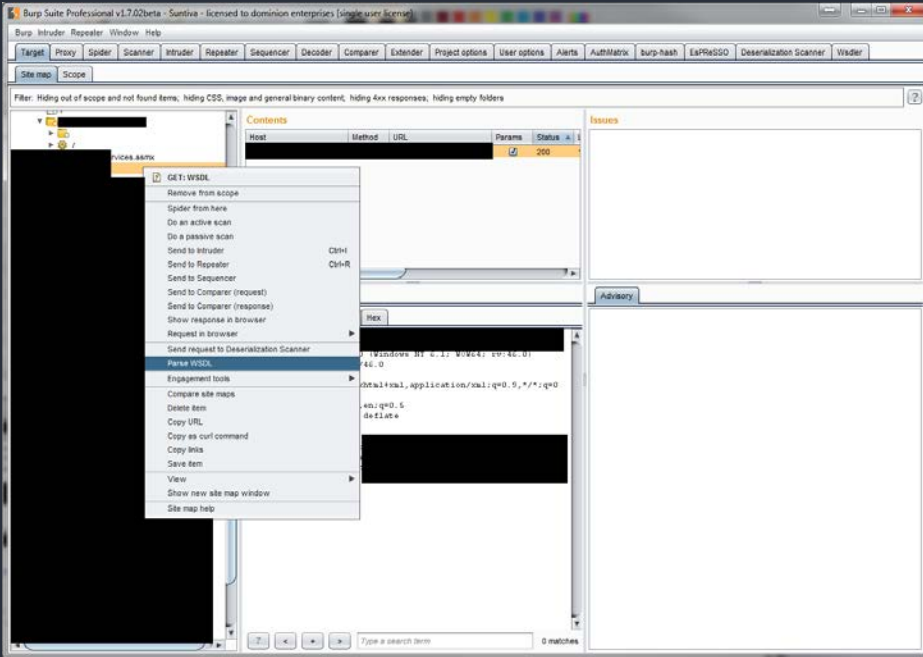 Burp Suite Professional v1.7.02beta - Suntiva - licensed to dominion enterprises [single user license]
Burp Intruder Repeater Window Help
Target Proxy Spider Scanner Intruder Repeater Sequencer Decoder Comparer Extender Project options User options Alerts AuthMatrix burp-hash EsPReSSO Deserialization Scanner Wsdler
Site map Scope
Filter: Hiding out of scope and not found items; hiding CSS, image and general binary content; hiding 4xx responses; hiding empty folders ?
Contents Issues
Host Method URL Params Status
200
/
rvices.asmx
GET: WSDL
Remove from scope
Spider from here
Do an active scan
Do a passive scan
Send to Intruder Ctrl+I
Send to Repeater Ctrl+R
Send to Sequencer
Send to Comparer (request)
Send to Comparer (response)
Show response in browser
Request in browser
Send request to Deserialization Scanner
Parse WSDL
Engagement tools
Compare site maps
Delete item
Copy URL
Copy as curl command
Copy links
Save item
View
Show new site map window
Site map help
Advisory
Hex
(Windows NT 6.1; WOW64; rv:46.0)
/46.0
xhtml+xml,application/xml;q=0.9,*/*;q=0
,en;q=0.5
deflate
? < + > Type a search term 0 matches